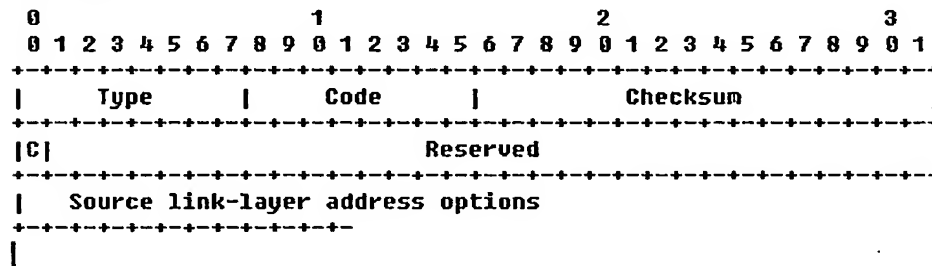 0                   1                   2                   3
 0 1 2 3 4 5 6 7 8 9 0 1 2 3 4 5 6 7 8 9 0 1 2 3 4 5 6 7 8 9 0 1
+-+-+-+-+-+-+-+-+-+-+-+-+-+-+-+-+-+-+-+-+-+-+-+-+-+-+-+-+-+-+-+-
|     Type      |     Code      |          Checksum
+-+-+-+-+-+-+-+-+-+-+-+-+-+-+-+-+-+-+-+-+-+-+-+-+-+-+-+-+-+-+-+-
|C|                         Reserved
+-+-+-+-+-+-+-+-+-+-+-+-+-+-+-+-+-+-+-+-+-+-+-+-+-+-+-+-+-+-+-+-
|   Source link-layer address options
+-+-+-+-+-+-+-+-+-+-+-+-
|